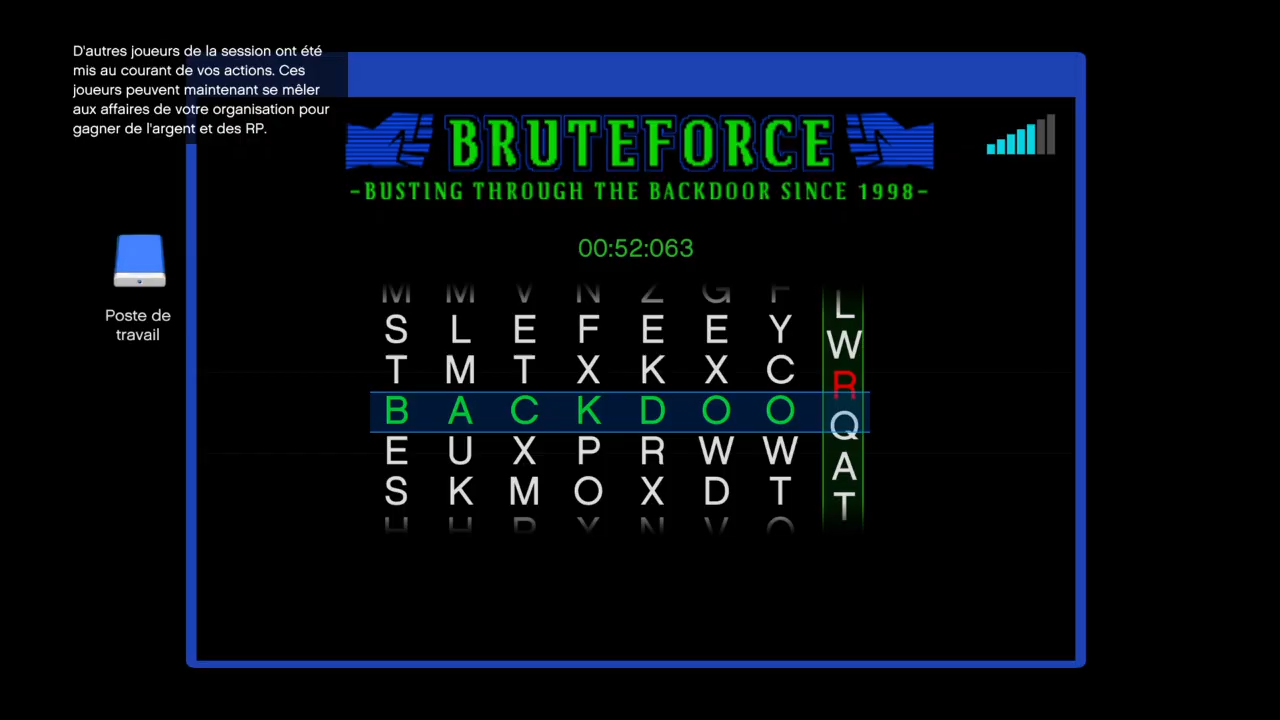 D'autres joueurs de la session ont été
mis au courant de vos actions. Ces
joueurs peuvent maintenant se mêler
aux affaires de votre organisation pour
gagner de l'argent et des RP.
BRUTEFORCE
-BUSTING THROUGH THE BACKDOOR SINCE 1998-
00:52:063
Poste de
travail
M M V N Z G F L
S L E F E E Y W
T M T X K X C R
B A C K D O O Q
E U X P R W W A
S K M O X D T T